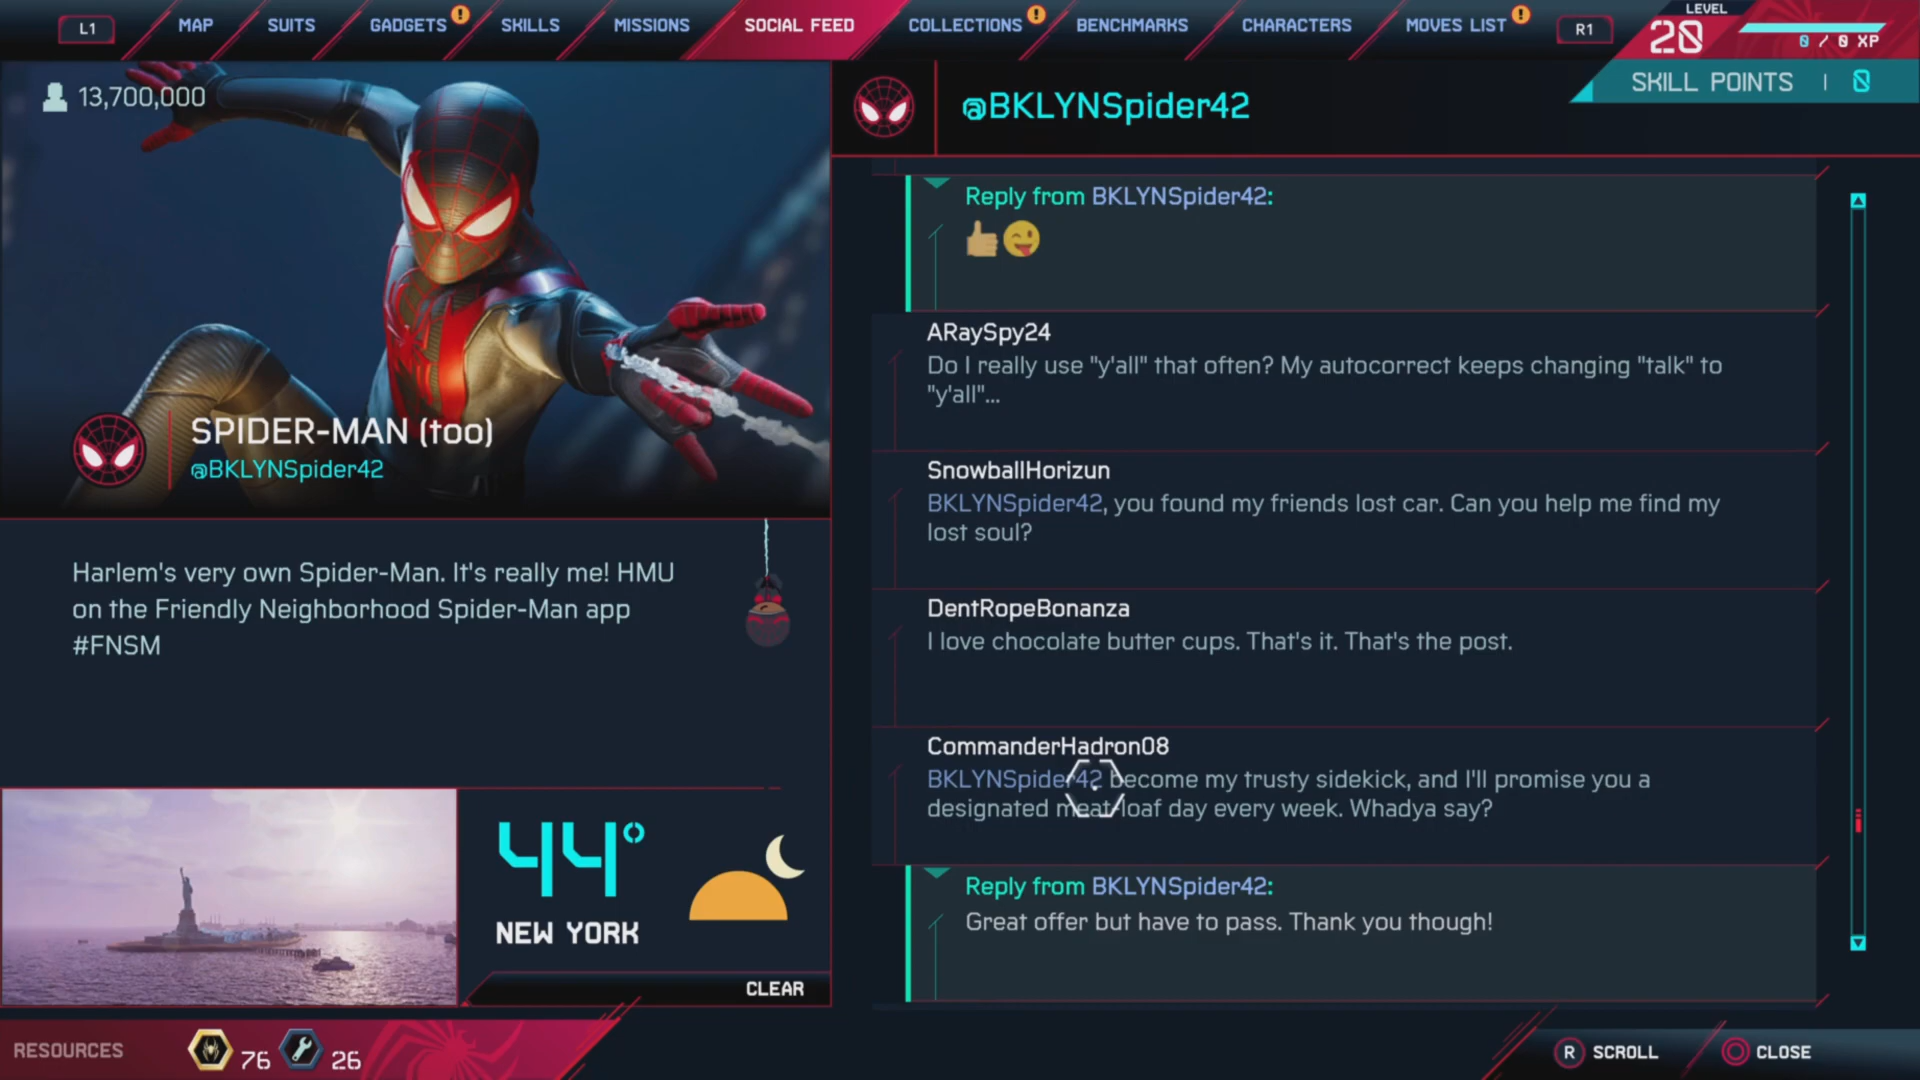 L1
MAP
SUITS
GADGETS
SKILLS
MISSIONS
SOCIAL FEED
COLLECTIONS
BENCHMARKS
CHARACTERS
MOVES LIST
R1
LEVEL
20
0 / 0 XP
SKILL POINTS | 0
13,700,000
SPIDER-MAN (too)
@BKLYNSpider42
Harlem's very own Spider-Man. It's really me! HMU
on the Friendly Neighborhood Spider-Man app
#FNSM
44°
NEW YORK
CLEAR
@BKLYNSpider42
Reply from BKLYNSpider42:
👍😜
ARaySpy24
Do I really use "y'all" that often? My autocorrect keeps changing "talk" to
"y'all"...
SnowballHorizun
BKLYNSpider42, you found my friends lost car. Can you help me find my
lost soul?
DentRopeBonanza
I love chocolate butter cups. That's it. That's the post.
CommanderHadron08
BKLYNSpider42 become my trusty sidekick, and I'll promise you a
designated meat-loaf day every week. Whadya say?
Reply from BKLYNSpider42:
Great offer but have to pass. Thank you though!
RESOURCES
76
26
R SCROLL
CLOSE